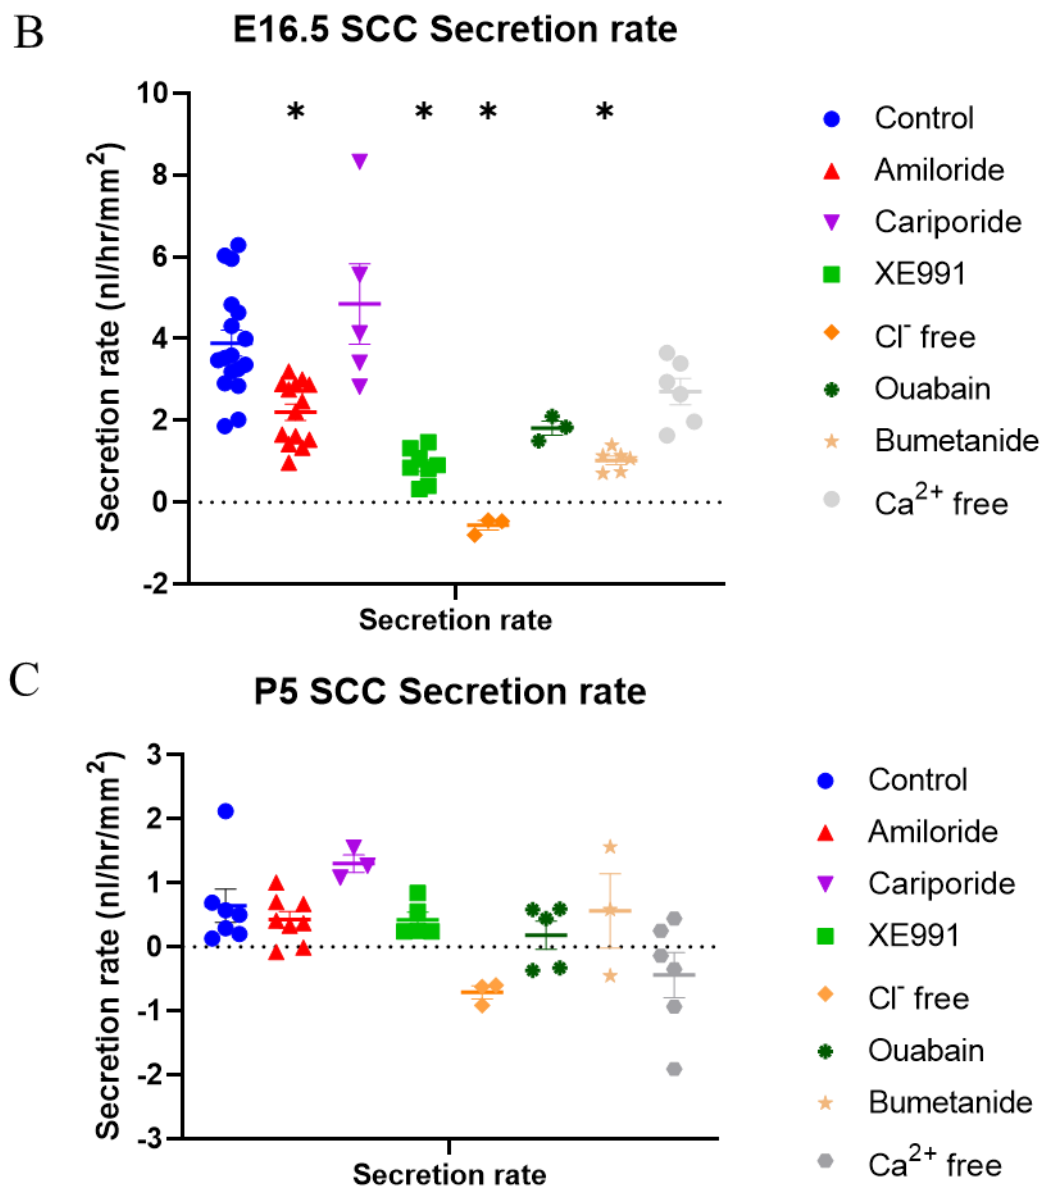 B
E16.5 SCC Secretion rate
Secretion rate (nl/hr/mm²)
10
8
6
4
2
0
-2
* * * *
Secretion rate
Control
Amiloride
Cariporide
XE991
Cl⁻ free
Ouabain
Bumetanide
Ca²⁺ free
C
P5 SCC Secretion rate
Secretion rate (nl/hr/mm²)
3
2
1
0
-1
-2
-3
Secretion rate
Control
Amiloride
Cariporide
XE991
Cl⁻ free
Ouabain
Bumetanide
Ca²⁺ free